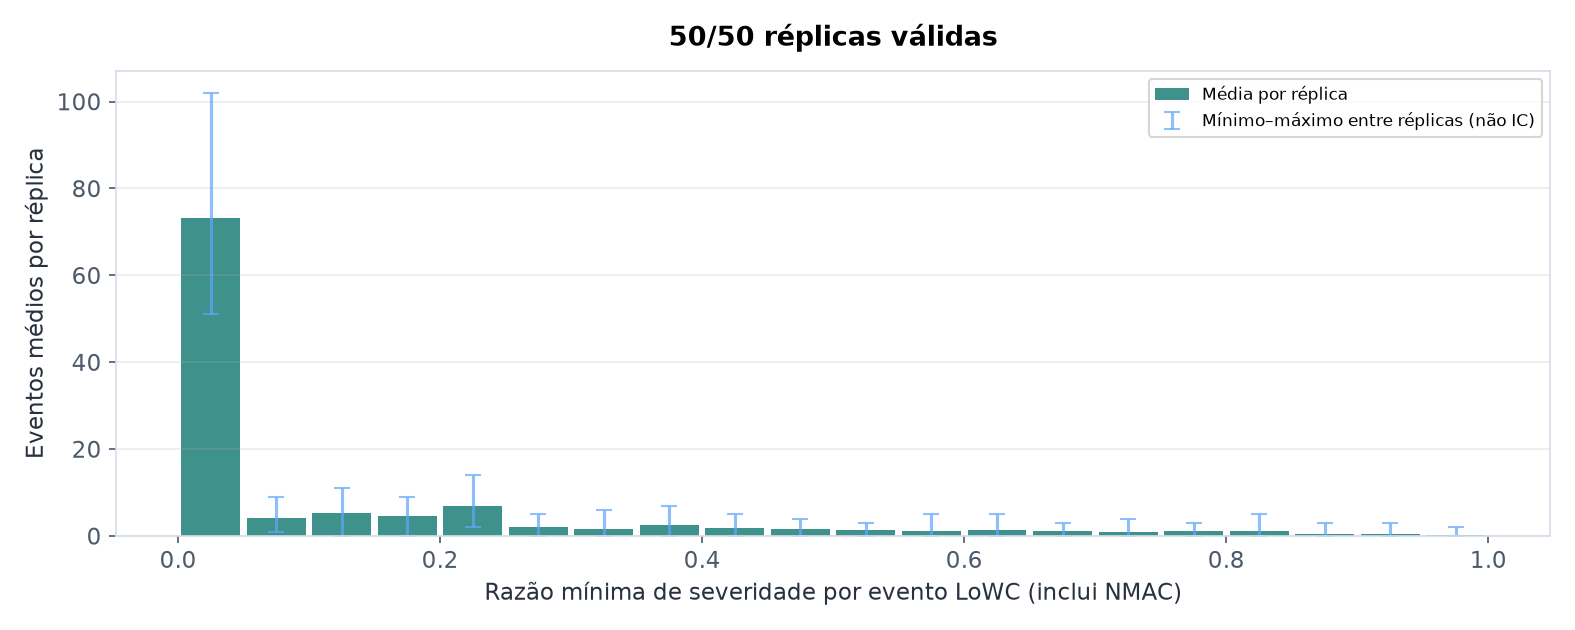 50/50 réplicas válidas
Média por réplica
Mínimo–máximo entre réplicas (não IC)
Eventos médios por réplica
100
80
60
40
20
0
0.0 0.2 0.4 0.6 0.8 1.0
Razão mínima de severidade por evento LoWC (inclui NMAC)